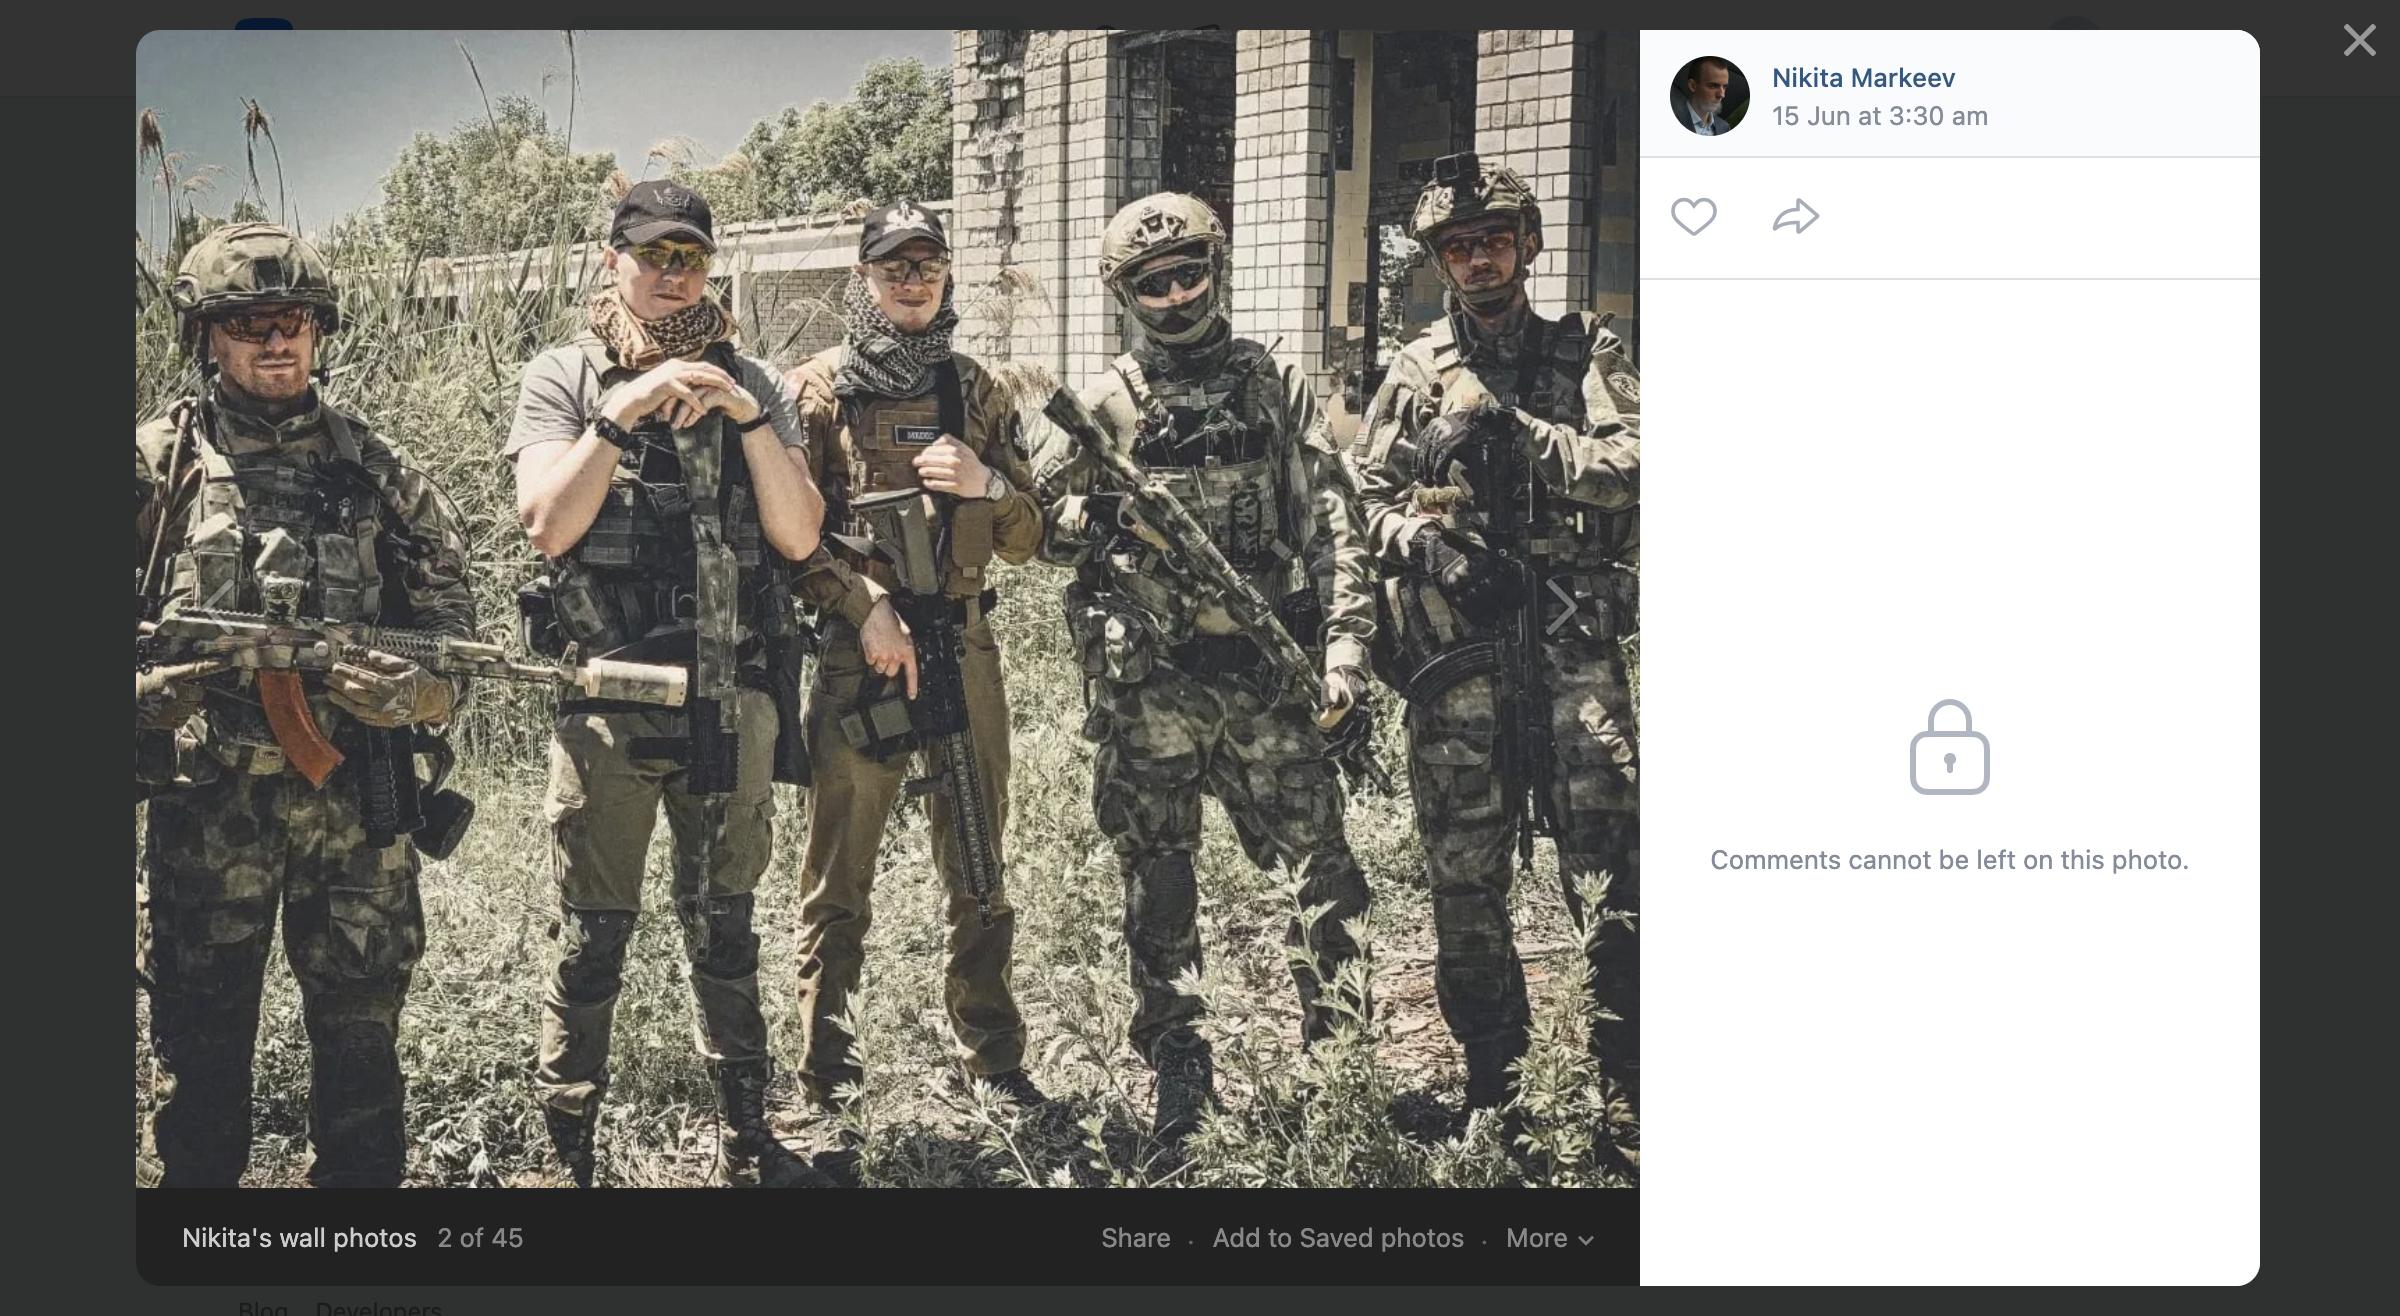 Nikita Markeev
15 Jun at 3:30 am
Comments cannot be left on this photo.
Nikita's wall photos 2 of 45
Share · Add to Saved photos · More
Blog Developers